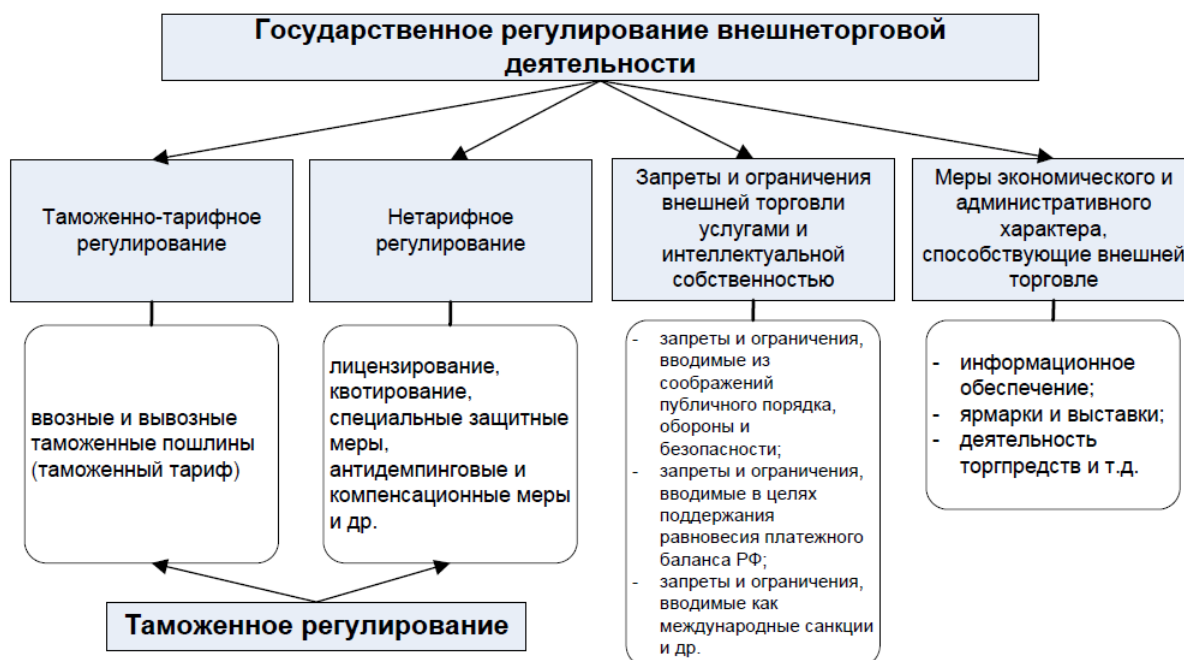 Государственное регулирование внешнеторговой
деятельности
Таможенно-тарифное
регулирование
Нетарифное
регулирование
Запреты и ограничения
внешней торговли
услугами и
интеллектуальной
собственностью
Меры экономического и
административного
характера,
способствующие внешней
торговле
ввозные и вывозные
таможенные пошлины
(таможенный тариф)
лицензирование,
квотирование,
специальные защитные
меры,
антидемпинговые и
компенсационные меры
и др.
- запреты и ограничения,
вводимые из
соображений
публичного порядка,
обороны и
безопасности;
- запреты и ограничения,
вводимые в целях
поддержания
равновесия платежного
баланса РФ;
- запреты и ограничения,
вводимые как
международные санкции
и др.
- информационное
обеспечение;
- ярмарки и выставки;
- деятельность
торгпредств и т.д.
Таможенное регулирование